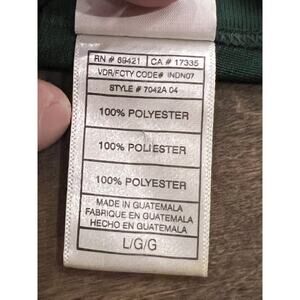 RN # 89421 CA # 17335
VDR/FCTY CODE# INDN07
STYLE # 7042A 04
100% POLYESTER
100% POLIESTER
100% POLYESTER
MADE IN GUATEMALA
FABRIQUE EN GUATEMALA
HECHO EN GUATEMALA
L/G/G